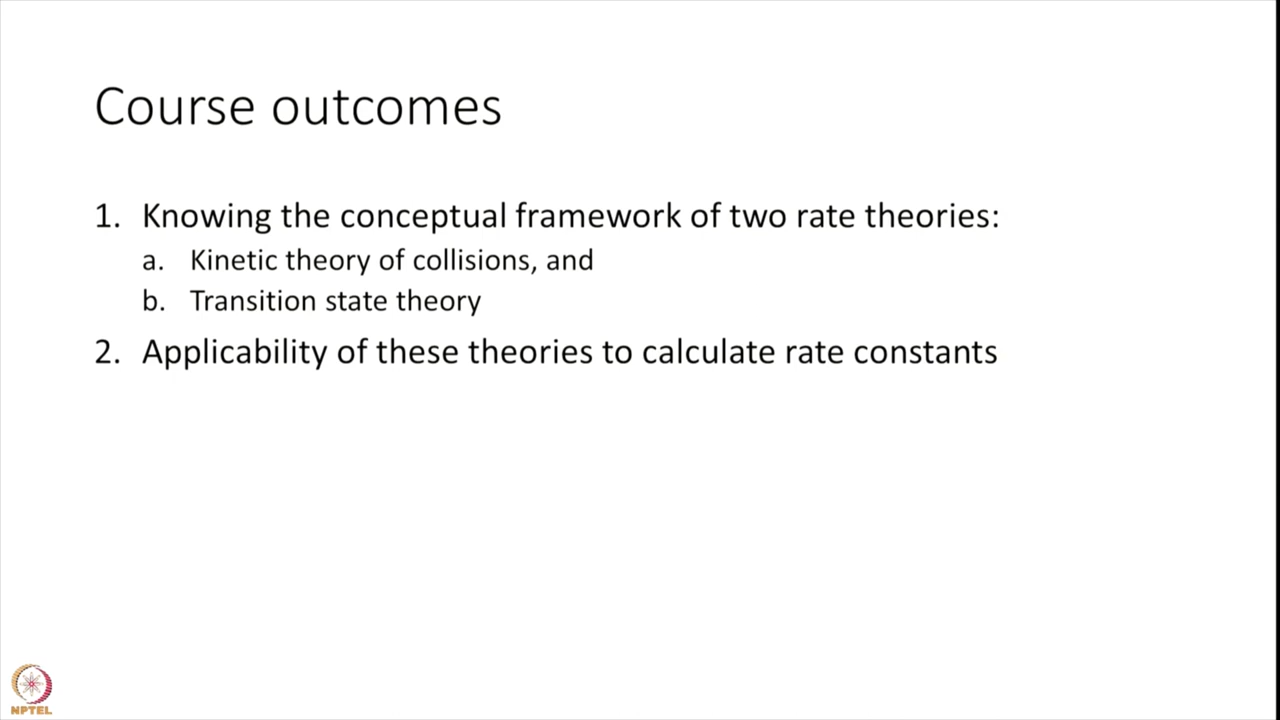 Course outcomes
1. Knowing the conceptual framework of two rate theories:
a. Kinetic theory of collisions, and
b. Transition state theory
2. Applicability of these theories to calculate rate constants
NPTEL